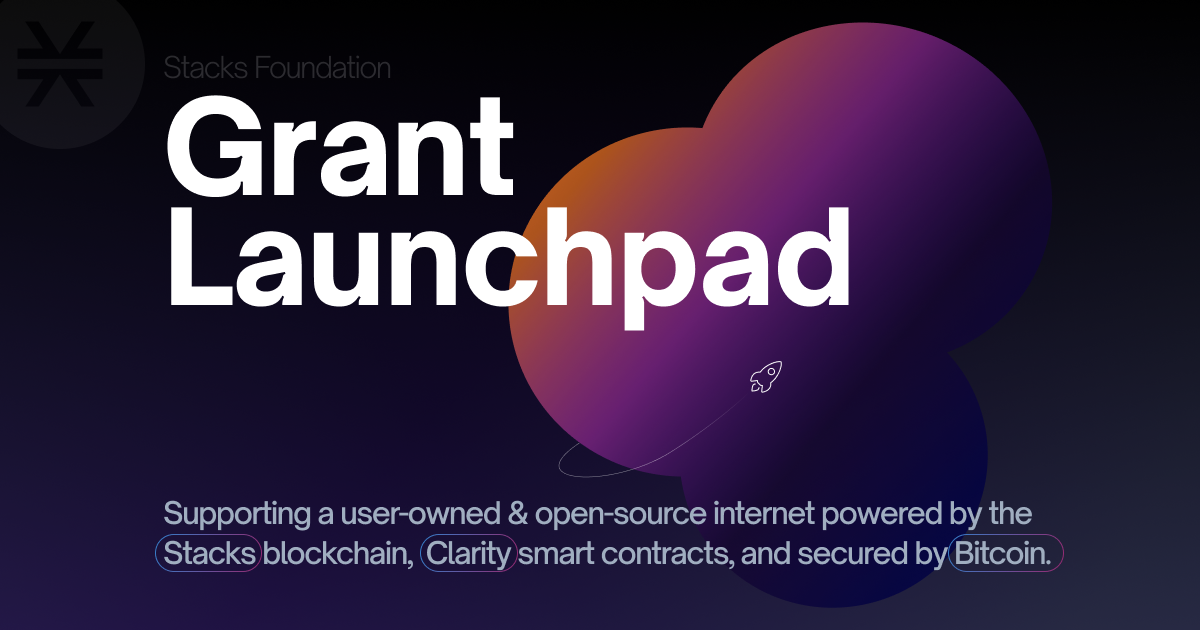 Stacks Foundation
Grant
Launchpad
Supporting a user-owned & open-source internet powered by the
Stacks blockchain, Clarity smart contracts, and secured by Bitcoin.